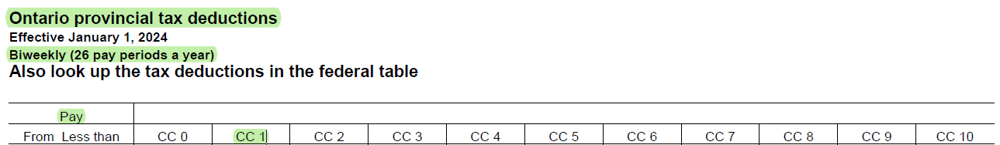 Ontario provincial tax deductions
Effective January 1, 2024
Biweekly (26 pay periods a year)
Also look up the tax deductions in the federal table
Pay
From Less than CC 0 CC 1 CC 2 CC 3 CC 4 CC 5 CC 6 CC 7 CC 8 CC 9 CC 10